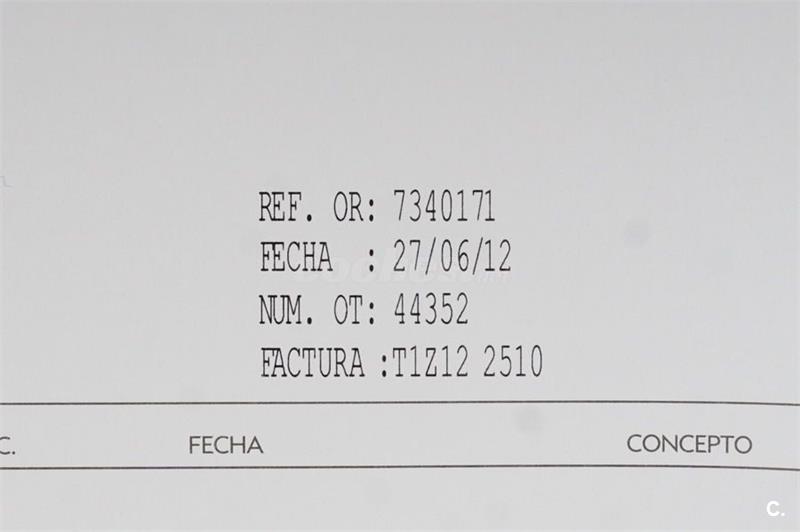 REF. OR: 7340171
FECHA : 27/06/12
NUM. OT: 44352
FACTURA :T1Z12 2510
C. FECHA CONCEPTO
C.